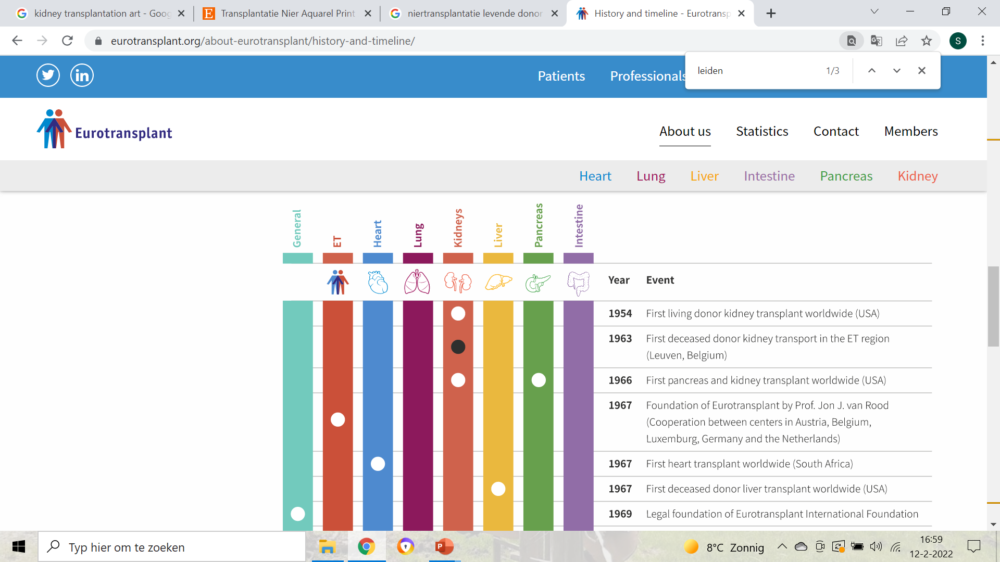 kidney transplantation art - Goog
Transplantatie Nier Aquarel Print
niertransplantatie levende donor
History and timeline - Eurotransp
eurotransplant.org/about-eurotransplant/history-and-timeline/
S
leiden 1/3
Patients Professionals
Eurotransplant
About us Statistics Contact Members
Heart Lung Liver Intestine Pancreas Kidney
General ET Heart Lung Kidneys Liver Pancreas Intestine
Year Event
1954 First living donor kidney transplant worldwide (USA)
1963 First deceased donor kidney transport in the ET region
(Leuven, Belgium)
1966 First pancreas and kidney transplant worldwide (USA)
1967 Foundation of Eurotransplant by Prof. Jon J. van Rood
(Cooperation between centers in Austria, Belgium,
Luxemburg, Germany and the Netherlands)
1967 First heart transplant worldwide (South Africa)
1967 First deceased donor liver transplant worldwide (USA)
1969 Legal foundation of Eurotransplant International Foundation
Typ hier om te zoeken
8°C Zonnig
16:59
12-2-2022